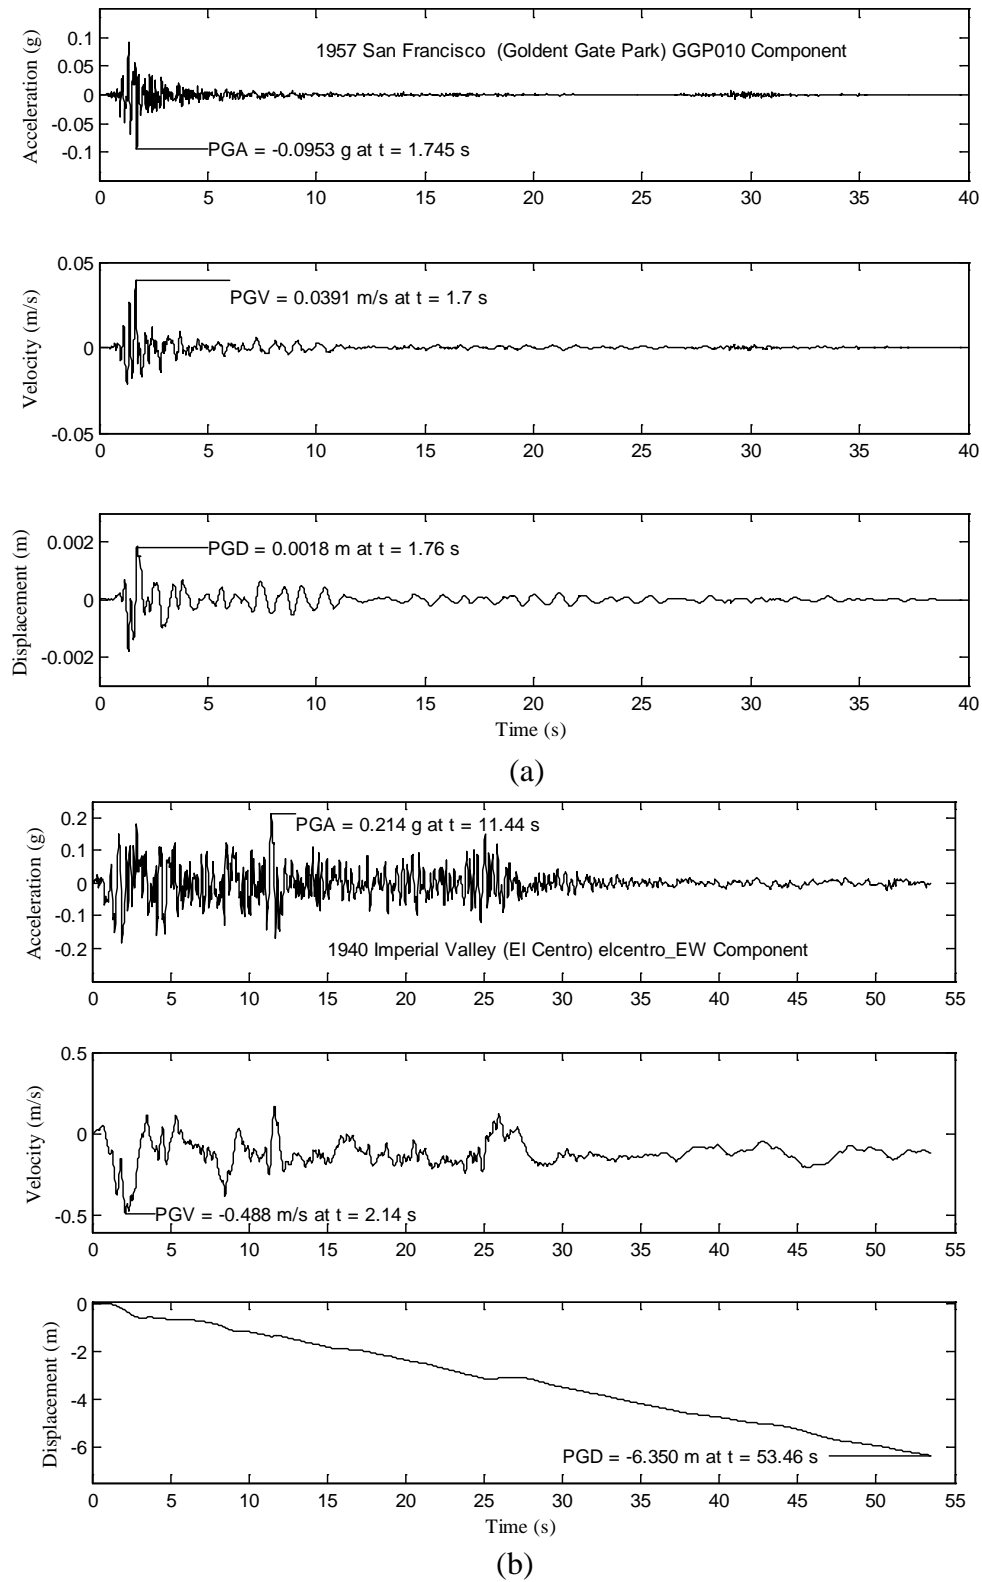 1957 San Francisco (Goldent Gate Park) GGP010 Component
Acceleration (g)
0.1
0.05
0
-0.05
-0.1
PGA = -0.0953 g at t = 1.745 s
0 5 10 15 20 25 30 35 40
Velocity (m/s)
0.05
0
-0.05
PGV = 0.0391 m/s at t = 1.7 s
0 5 10 15 20 25 30 35 40
Displacement (m)
0.002
0
-0.002
PGD = 0.0018 m at t = 1.76 s
0 5 10 15 20 25 30 35 40
Time (s)
(a)
Acceleration (g)
0.2
0.1
0
-0.1
-0.2
PGA = 0.214 g at t = 11.44 s
1940 Imperial Valley (El Centro) elcentro_EW Component
0 5 10 15 20 25 30 35 40 45 50 55
Velocity (m/s)
0.5
0
-0.5
PGV = -0.488 m/s at t = 2.14 s
0 5 10 15 20 25 30 35 40 45 50 55
Displacement (m)
0
-2
-4
-6
PGD = -6.350 m at t = 53.46 s
0 5 10 15 20 25 30 35 40 45 50 55
Time (s)
(b)